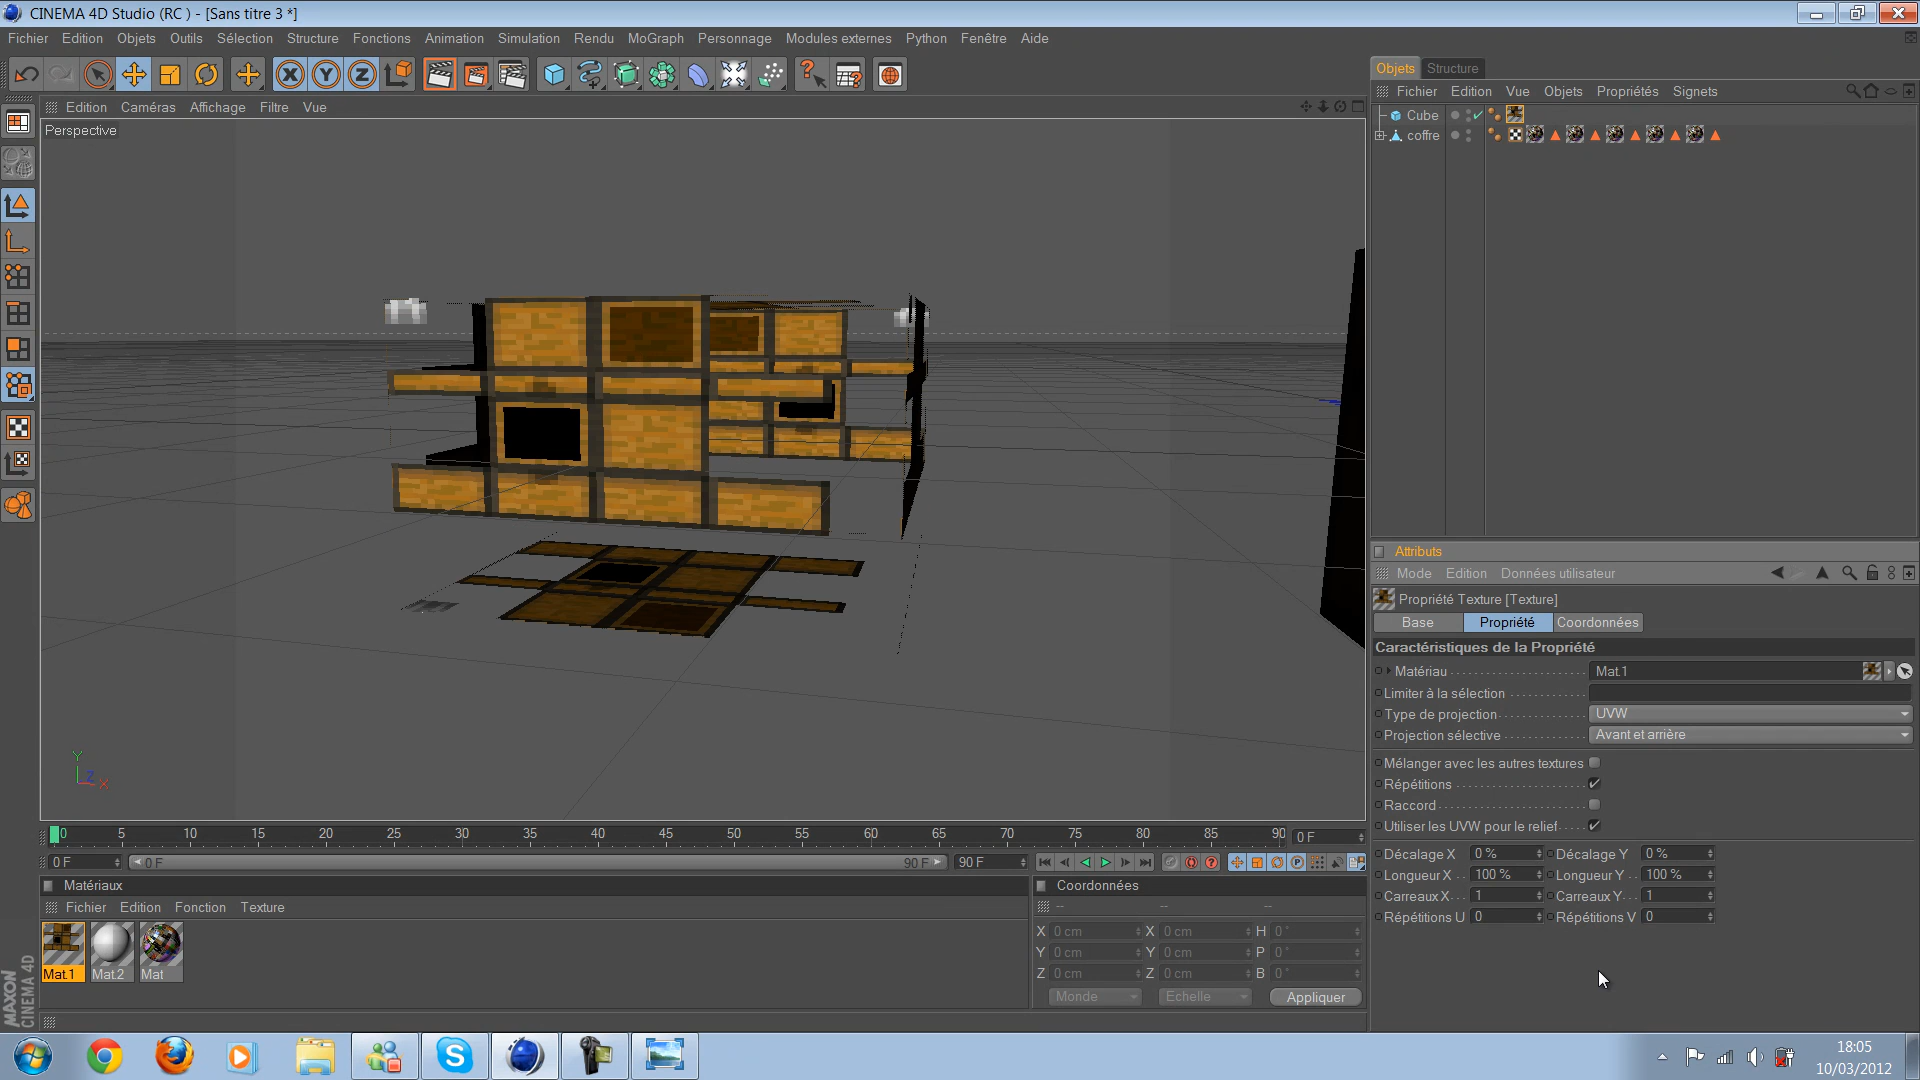 CINEMA 4D Studio (RC ) - [Sans titre 3 *]
Fichier Edition Objets Outils Sélection Structure Fonctions Animation Simulation Rendu MoGraph Personnage Modules externes Python Fenêtre Aide
Edition Caméras Affichage Filtre Vue
Perspective
Y
Z
X
0 5 10 15 20 25 30 35 40 45 50 55 60 65 70 75 80 85 90 0 F
0 F 0 F 90 F 90 F
Matériaux
Fichier Edition Fonction Texture
Mat.1 Mat.2 Mat
MAXON
CINEMA 4D
Coordonnées
-- -- --
X 0 cm X 0 cm H 0 °
Y 0 cm Y 0 cm P 0 °
Z 0 cm Z 0 cm B 0 °
Monde Echelle Appliquer
Objets Structure
Fichier Edition Vue Objets Propriétés Signets
Cube
coffre
Attributs
Mode Edition Données utilisateur
Propriété Texture [Texture]
Base Propriété Coordonnées
Caractéristiques de la Propriété
Matériau Mat.1
Limiter à la sélection
Type de projection UVW
Projection sélective Avant et arrière
Mélanger avec les autres textures
Répétitions
Raccord
Utiliser les UVW pour le relief
Décalage X 0 % Décalage Y 0 %
Longueur X 100 % Longueur Y 100 %
Carreaux X 1 Carreaux Y 1
Répétitions U 0 Répétitions V 0
18:05
10/03/2012